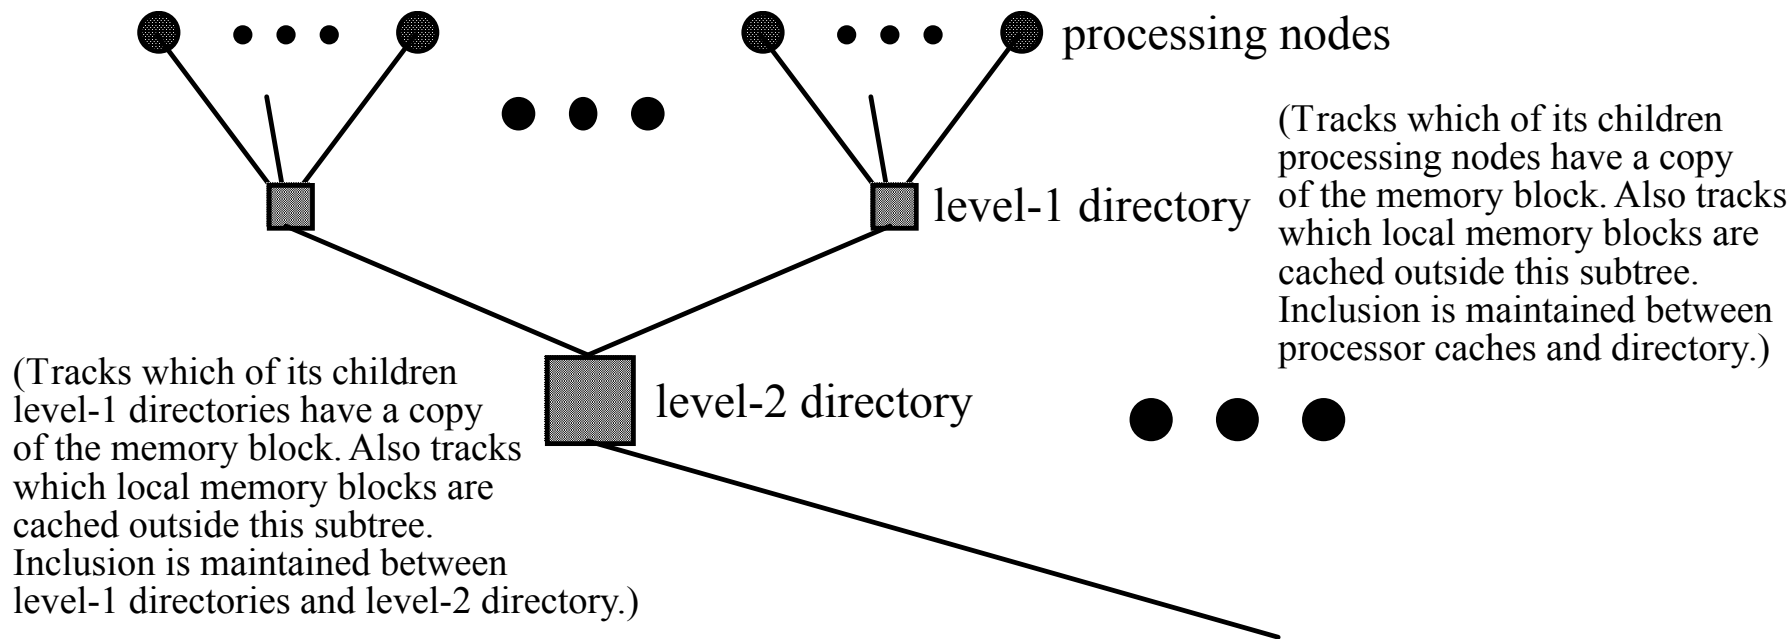 processing nodes
(Tracks which of its children
processing nodes have a copy
of the memory block. Also tracks
which local memory blocks are
cached outside this subtree.
Inclusion is maintained between
processor caches and directory.)
level-1 directory
(Tracks which of its children
level-1 directories have a copy
of the memory block. Also tracks
which local memory blocks are
cached outside this subtree.
Inclusion is maintained between
level-1 directories and level-2 directory.)
level-2 directory